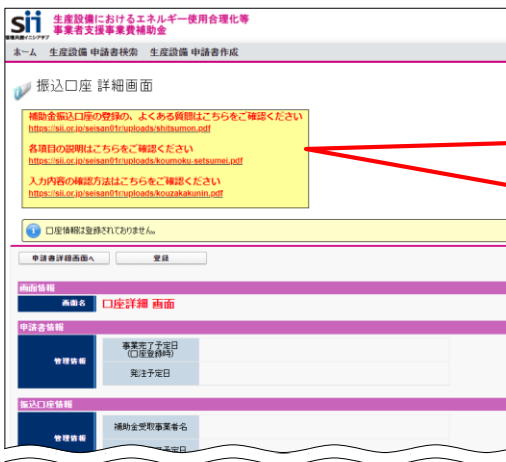 sii 生産設備におけるエネルギー使用合理化等
事業者支援事業費補助金
環境共創イニシアチブ
ホーム 生産設備 申請書検索 生産設備 申請書作成
振込口座 詳細画面
補助金振込口座の登録の、よくある質問はこちらをご確認ください
https://sii.or.jp/seisan01r/uploads/shitsumon.pdf
各項目の説明はこちらをご確認ください
https://sii.or.jp/seisan01r/uploads/koumoku-setsumei.pdf
入力内容の確認方法はこちらをご確認ください
https://sii.or.jp/seisan01r/uploads/kouzakakunin.pdf
口座情報は登録されておりません。
申請書詳細画面へ 登録
画面情報
画面名 口座詳細 画面
申請書情報
管理情報
事業完了予定日
(口座登録時)
発注予定日
振込口座情報
管理情報
補助金受取事業者名